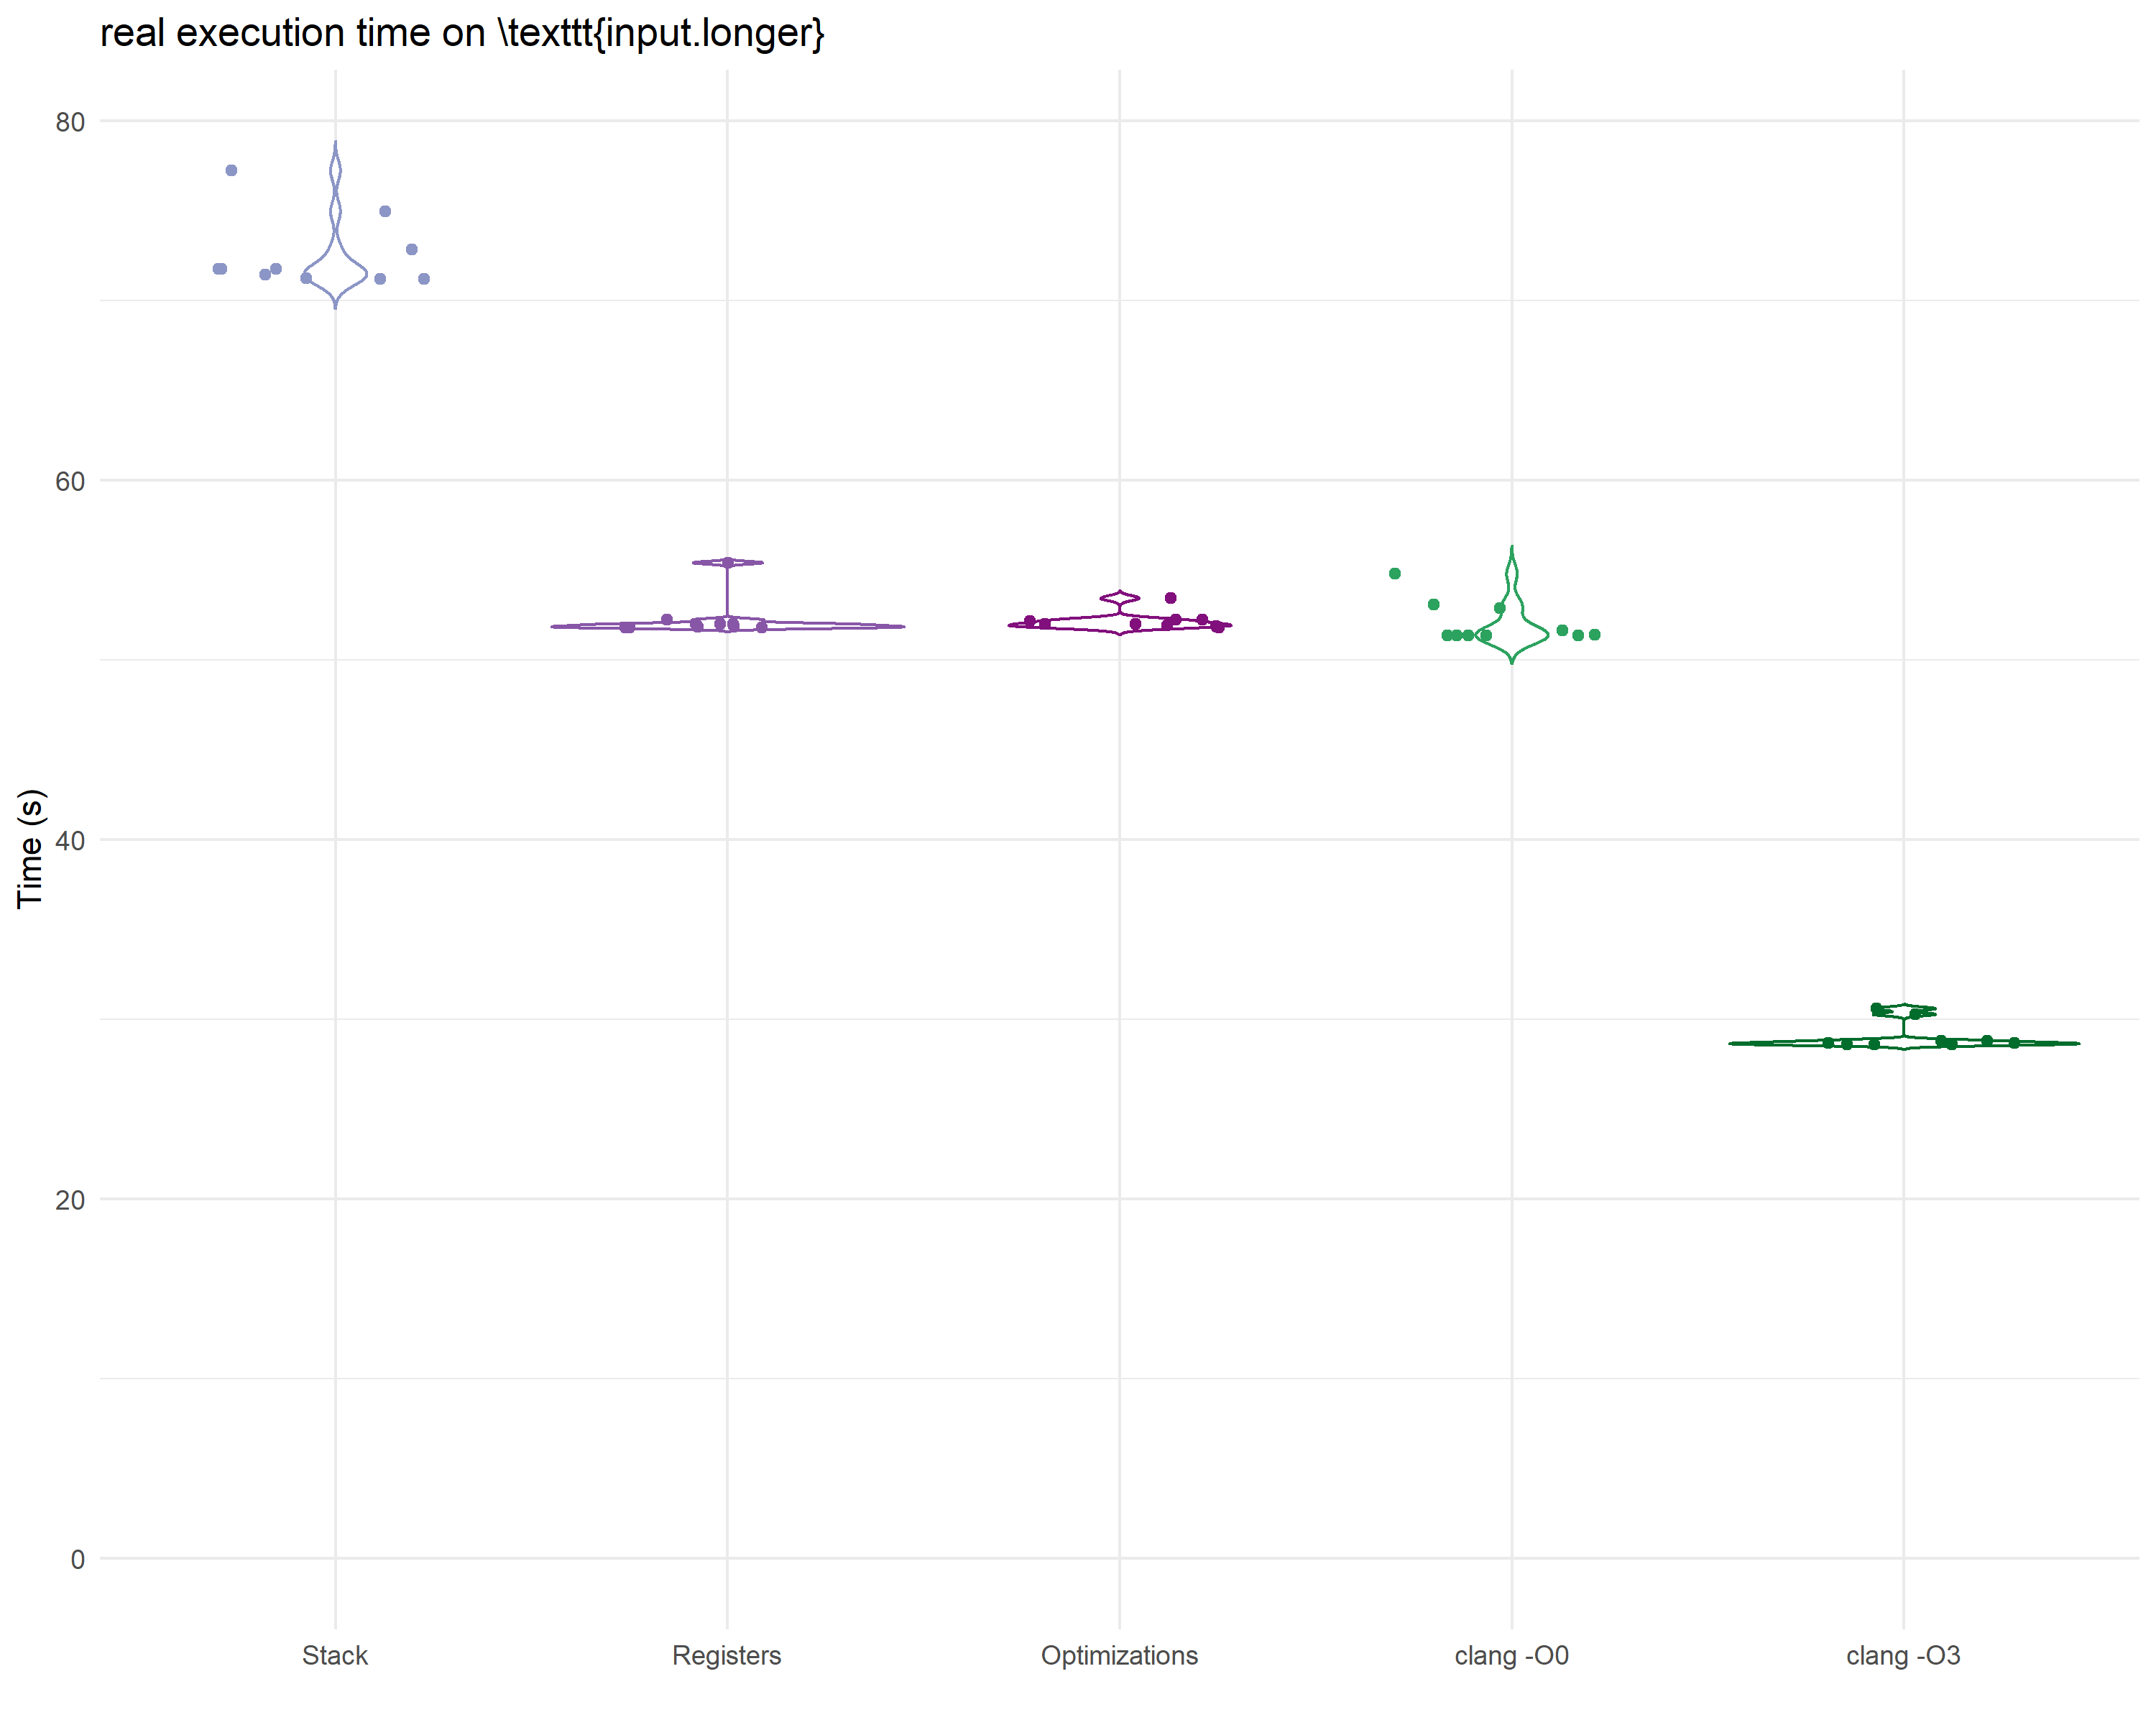 real execution time on \texttt{input.longer}
80
60
40
20
0
Time (s)
Stack
Registers
Optimizations
clang -O0
clang -O3